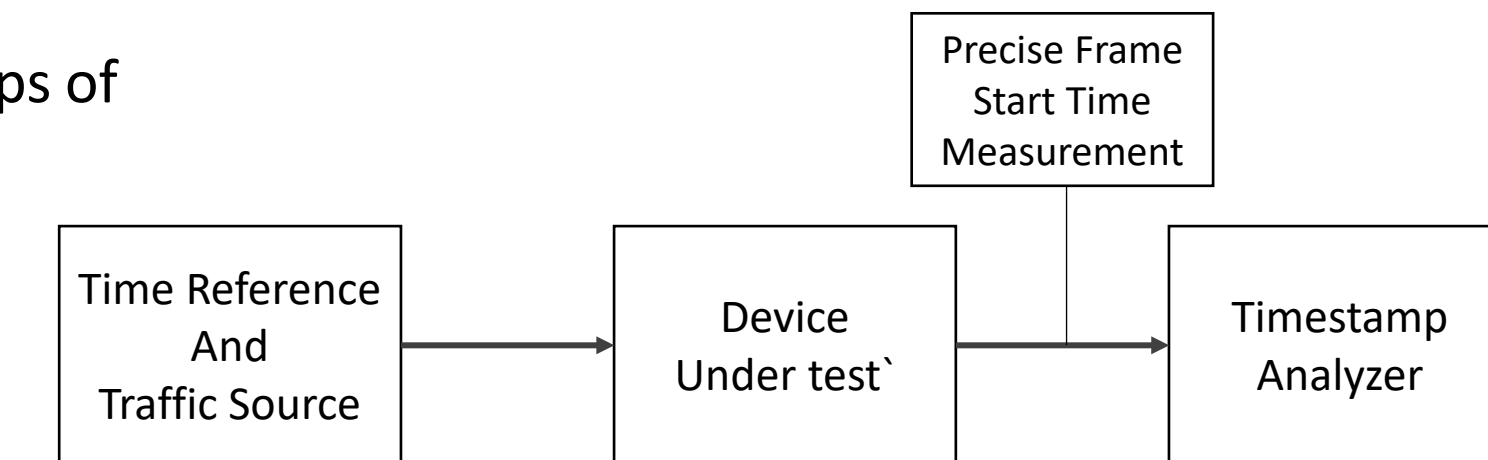 ps of
Precise Frame
Start Time
Measurement
Time Reference
And
Traffic Source
Device
Under test`
Timestamp
Analyzer